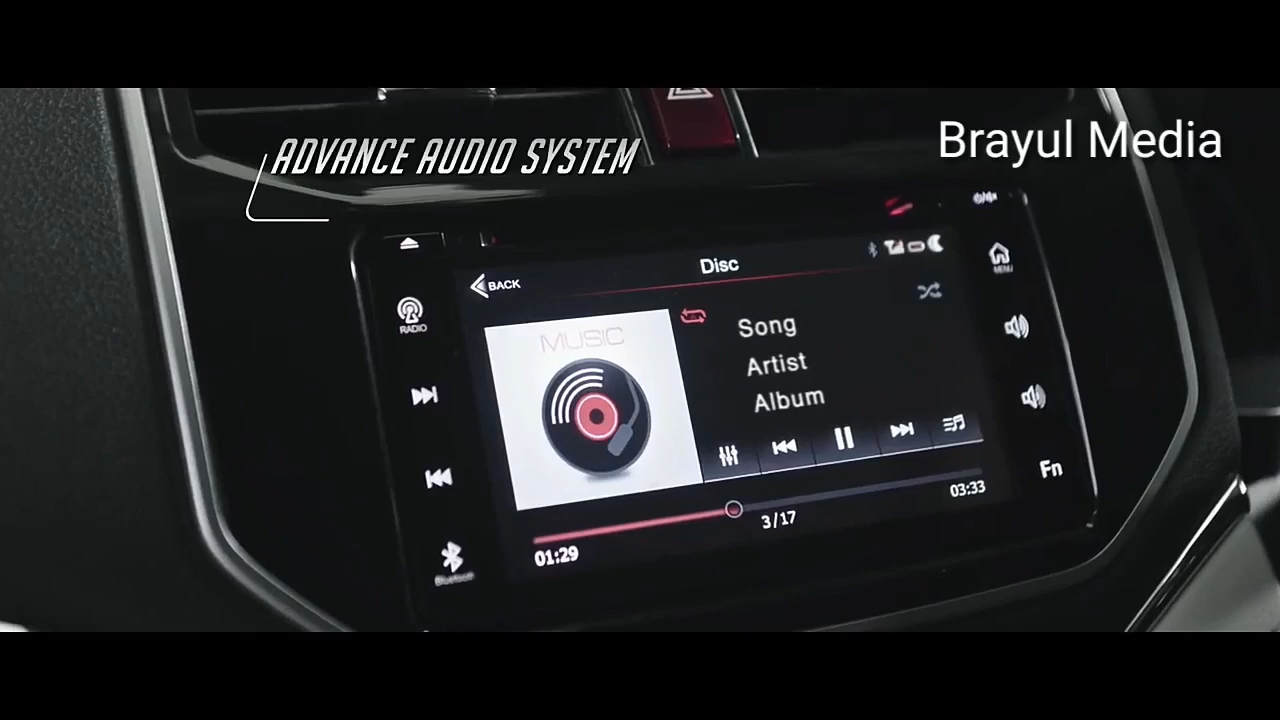 ADVANCE AUDIO SYSTEM
Brayul Media
Disc
BACK
MENU
RADIO
MUSIC
Song
Artist
Album
Fn
03:33
3/17
01:29
Bluetooth